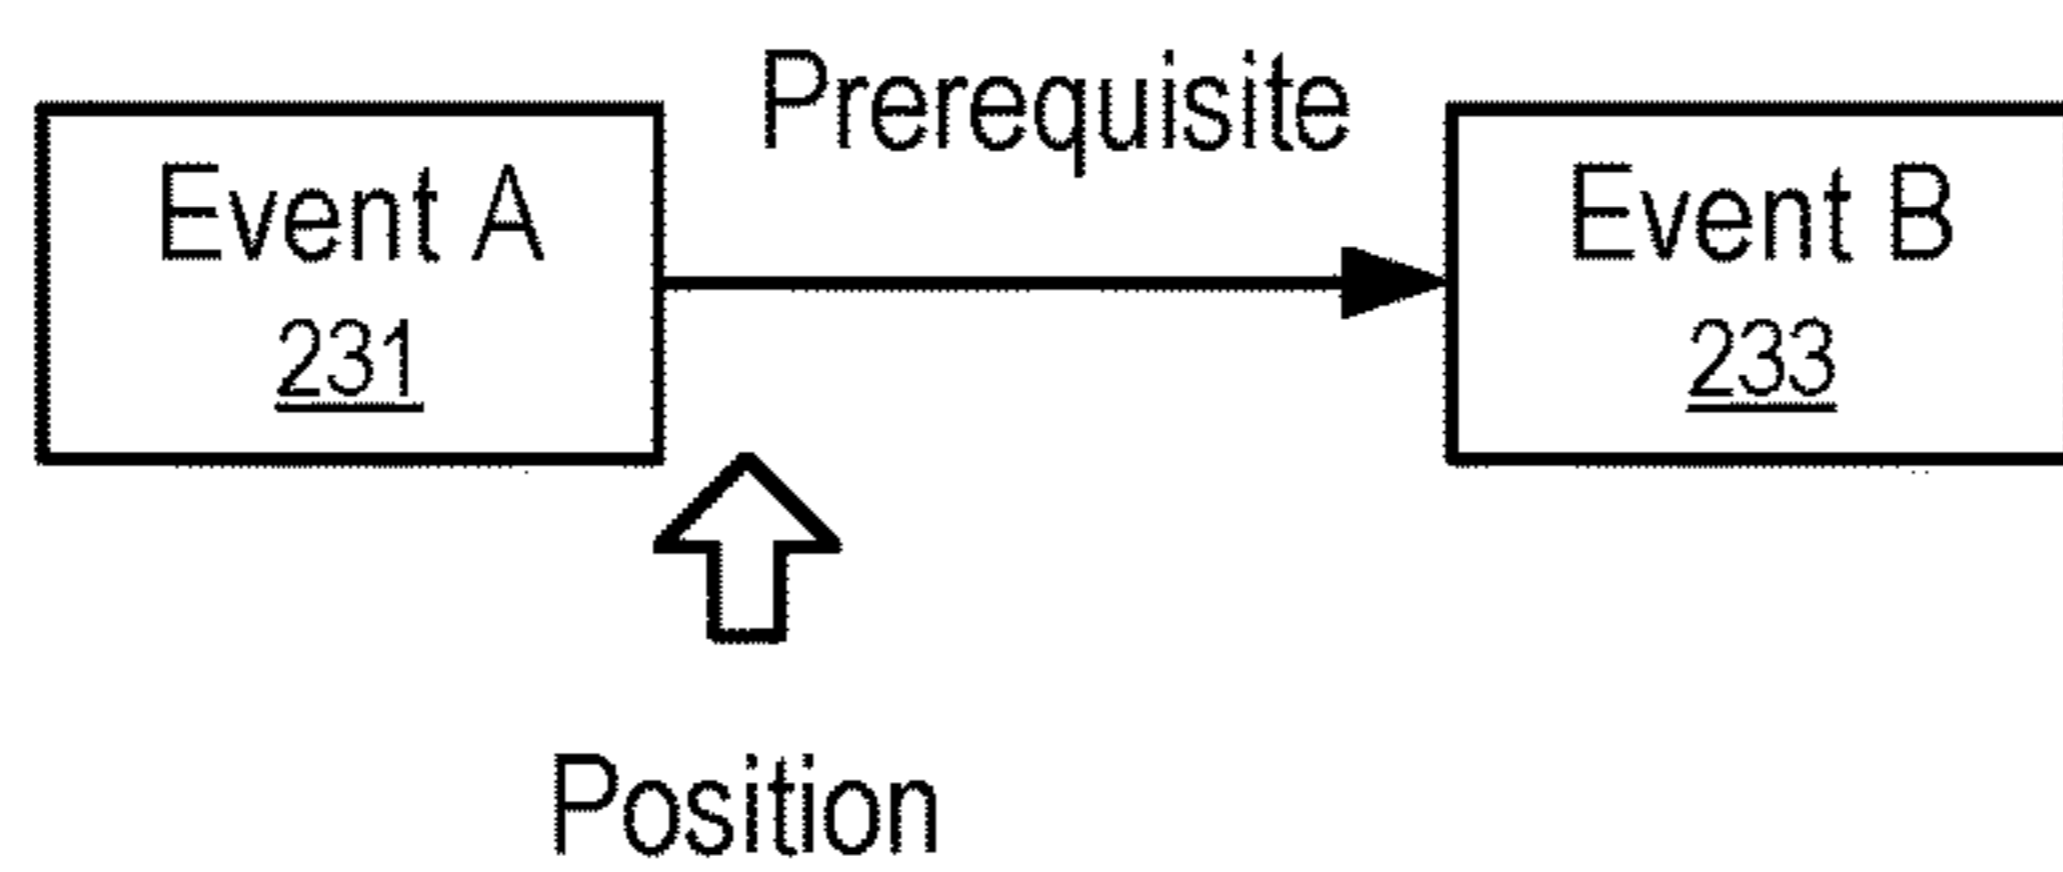 Prerequisite
Event A
231
Event B
233
Position